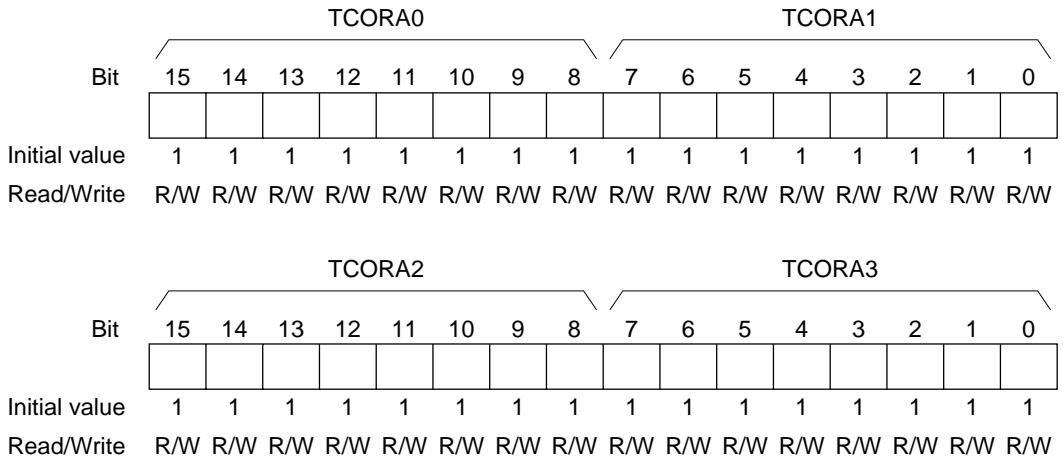 TCORA0 TCORA1
Bit 15 14 13 12 11 10 9 8 7 6 5 4 3 2 1 0
Initial value 1 1 1 1 1 1 1 1 1 1 1 1 1 1 1 1
Read/Write R/W R/W R/W R/W R/W R/W R/W R/W R/W R/W R/W R/W R/W R/W R/W R/W
TCORA2 TCORA3
Bit 15 14 13 12 11 10 9 8 7 6 5 4 3 2 1 0
Initial value 1 1 1 1 1 1 1 1 1 1 1 1 1 1 1 1
Read/Write R/W R/W R/W R/W R/W R/W R/W R/W R/W R/W R/W R/W R/W R/W R/W R/W